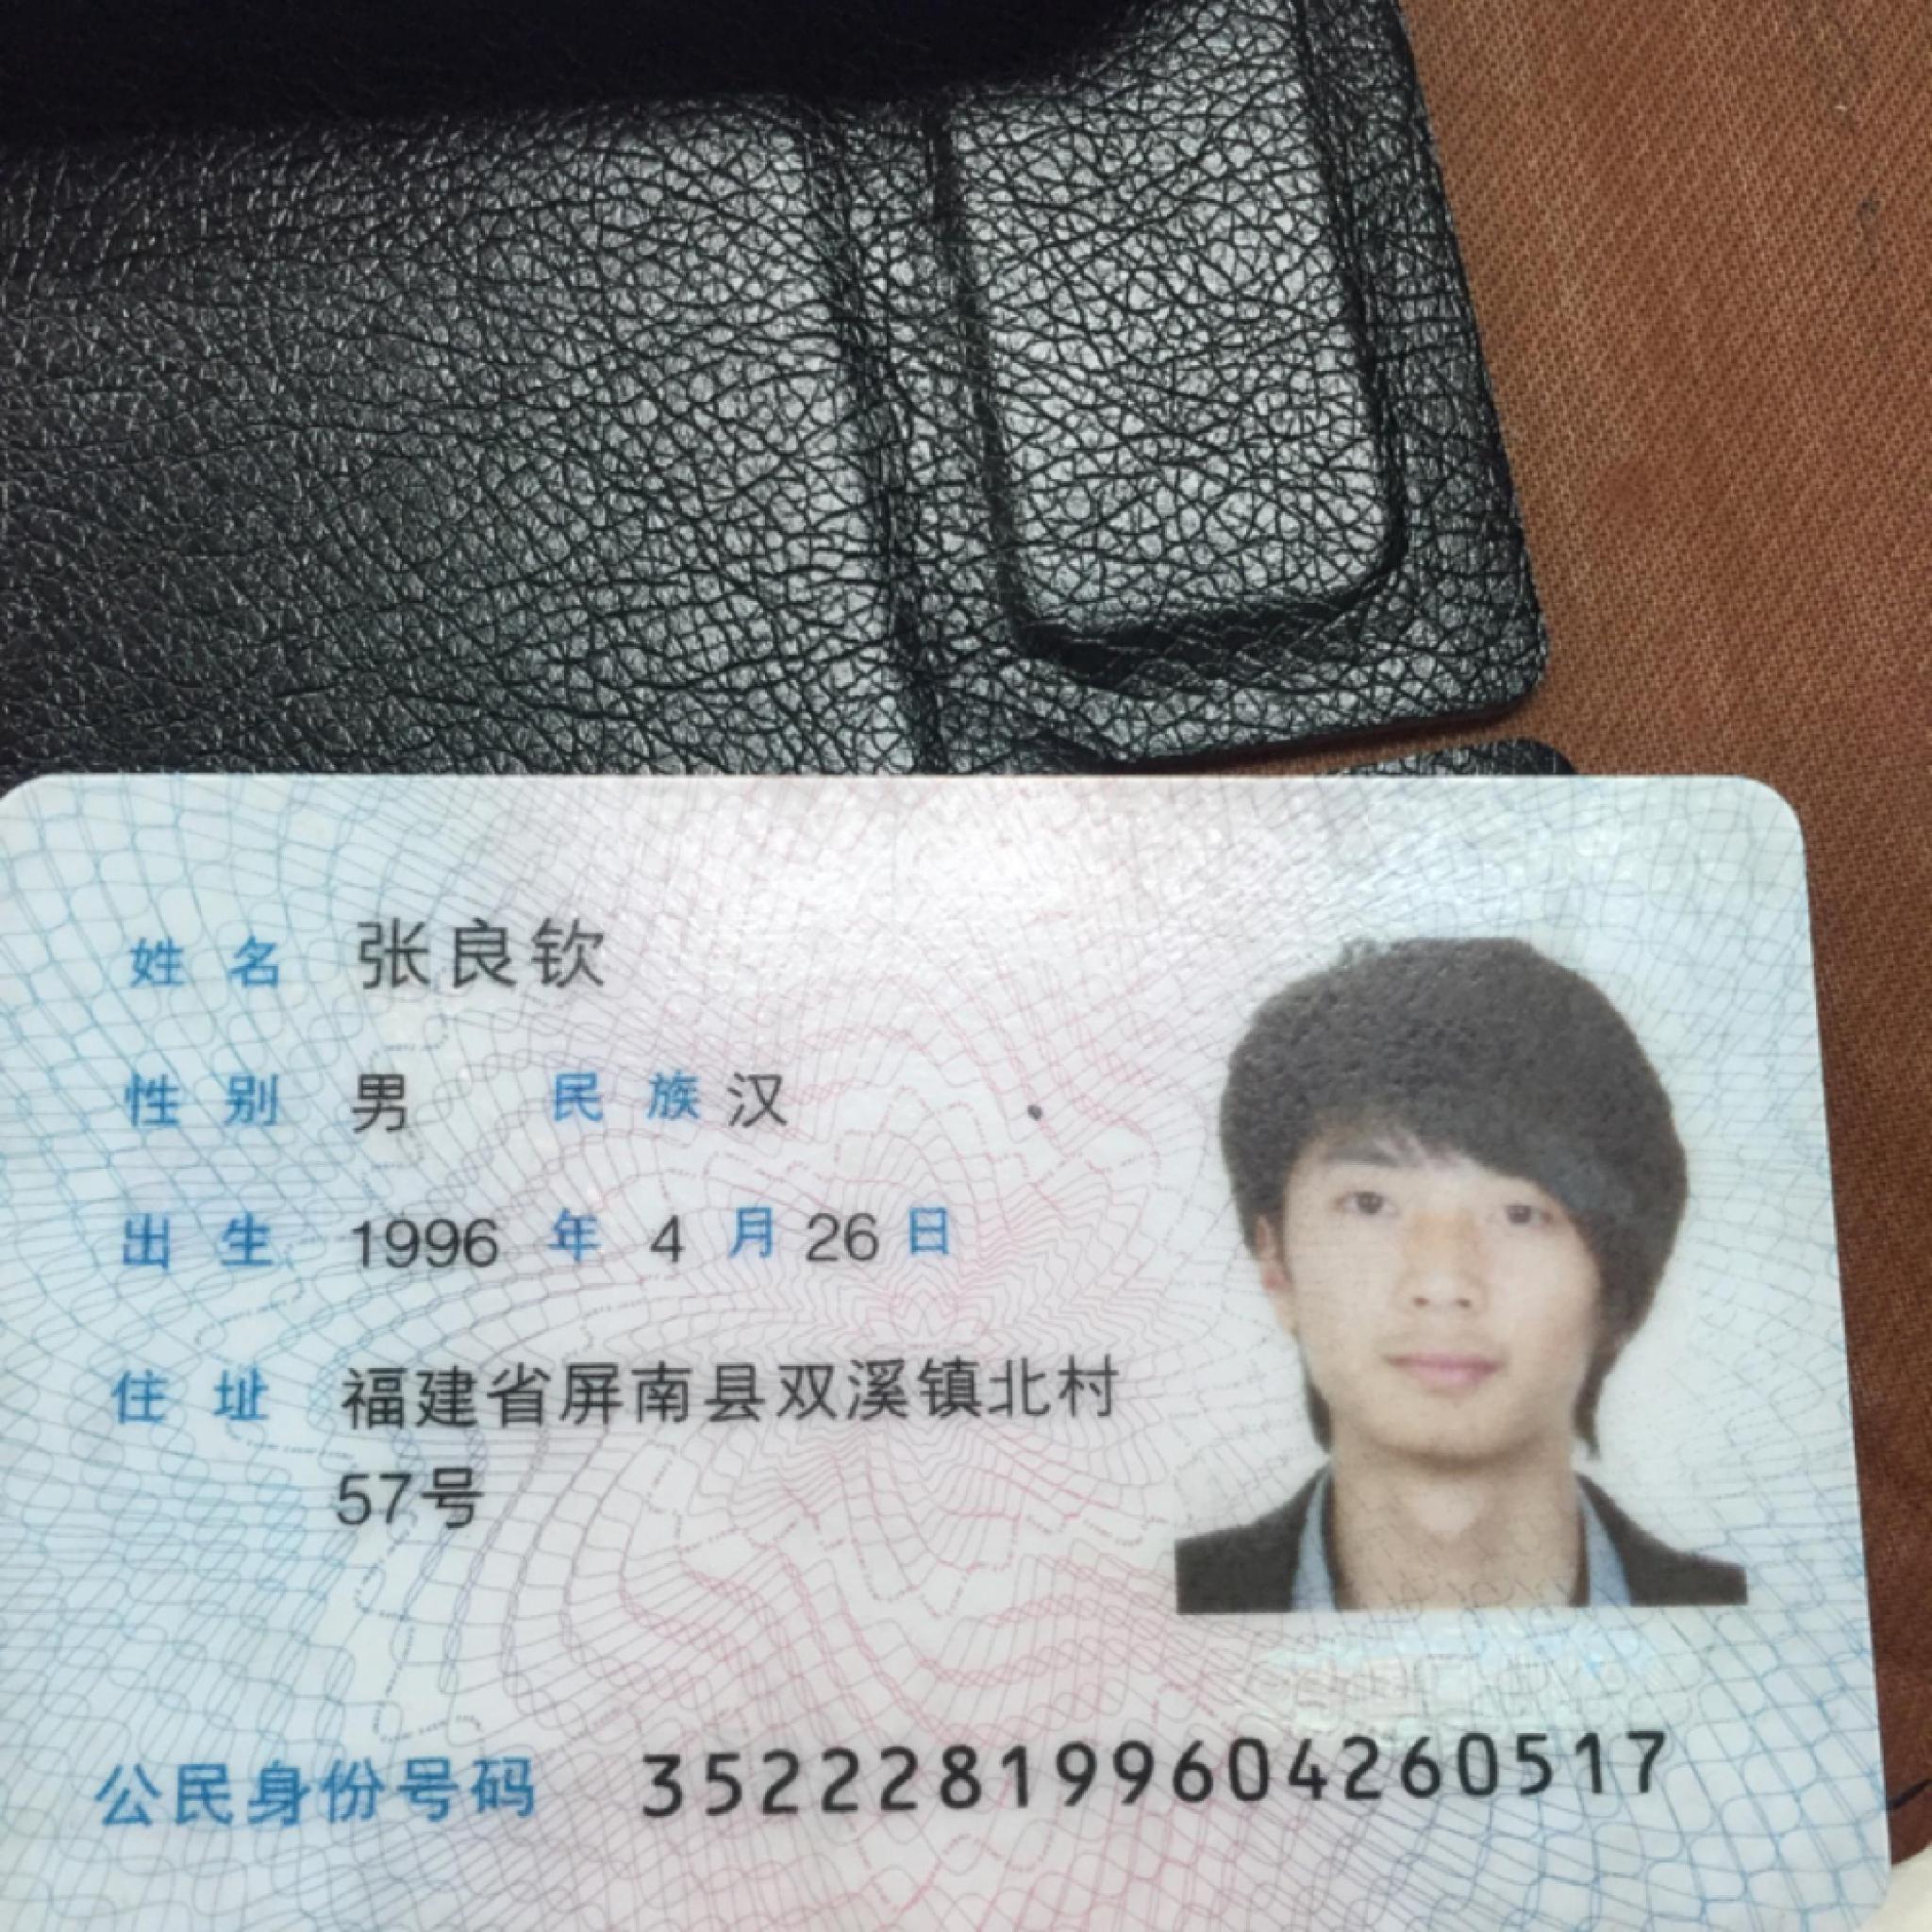 姓名 张良钦
性别 男 民族 汉
出生 1996 年 4 月 26 日
住址 福建省屏南县双溪镇北村
57号
公民身份号码 352228199604260517